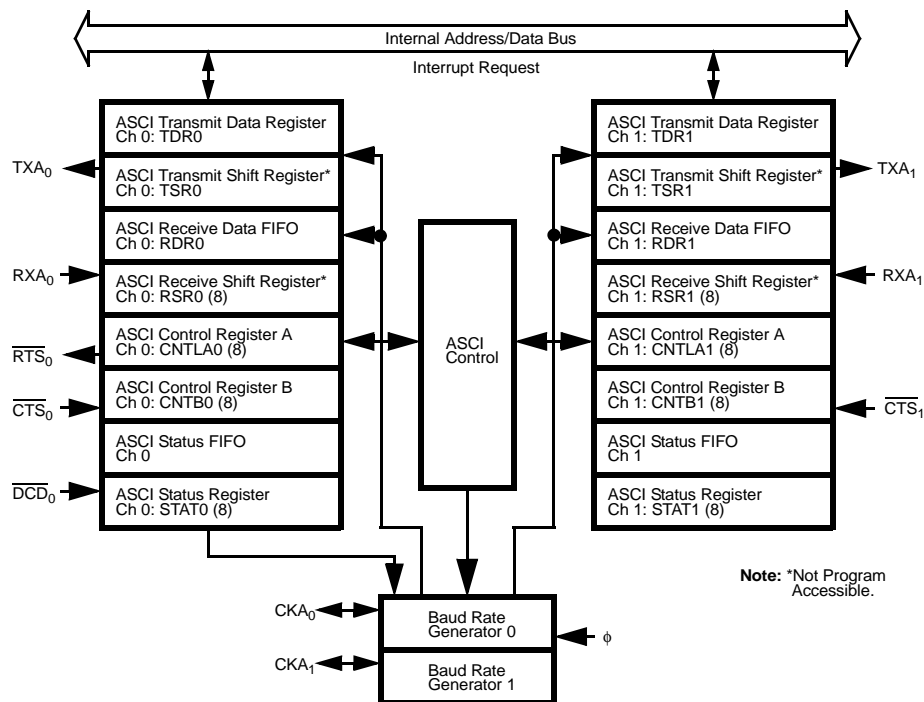 Internal Address/Data Bus
Interrupt Request
ASCI Transmit Data Register
Ch 0: TDR0
ASCI Transmit Shift Register*
Ch 0: TSR0
ASCI Receive Data FIFO
Ch 0: RDR0
ASCI Receive Shift Register*
Ch 0: RSR0 (8)
ASCI Control Register A
Ch 0: CNTLA0 (8)
ASCI Control Register B
Ch 0: CNTB0 (8)
ASCI Status FIFO
Ch 0
ASCI Status Register
Ch 0: STAT0 (8)
TXA₀
RXA₀
R̅T̅S̅₀
C̅T̅S̅₀
D̅C̅D̅₀
ASCI
Control
ASCI Transmit Data Register
Ch 1: TDR1
ASCI Transmit Shift Register*
Ch 1: TSR1
ASCI Receive Data FIFO
Ch 1: RDR1
ASCI Receive Shift Register*
Ch 1: RSR1 (8)
ASCI Control Register A
Ch 1: CNTLA1 (8)
ASCI Control Register B
Ch 1: CNTB1 (8)
ASCI Status FIFO
Ch 1
ASCI Status Register
Ch 1: STAT1 (8)
TXA₁
RXA₁
C̅T̅S̅₁
CKA₀
CKA₁
Baud Rate
Generator 0
Baud Rate
Generator 1
ϕ
Note: *Not Program
Accessible.